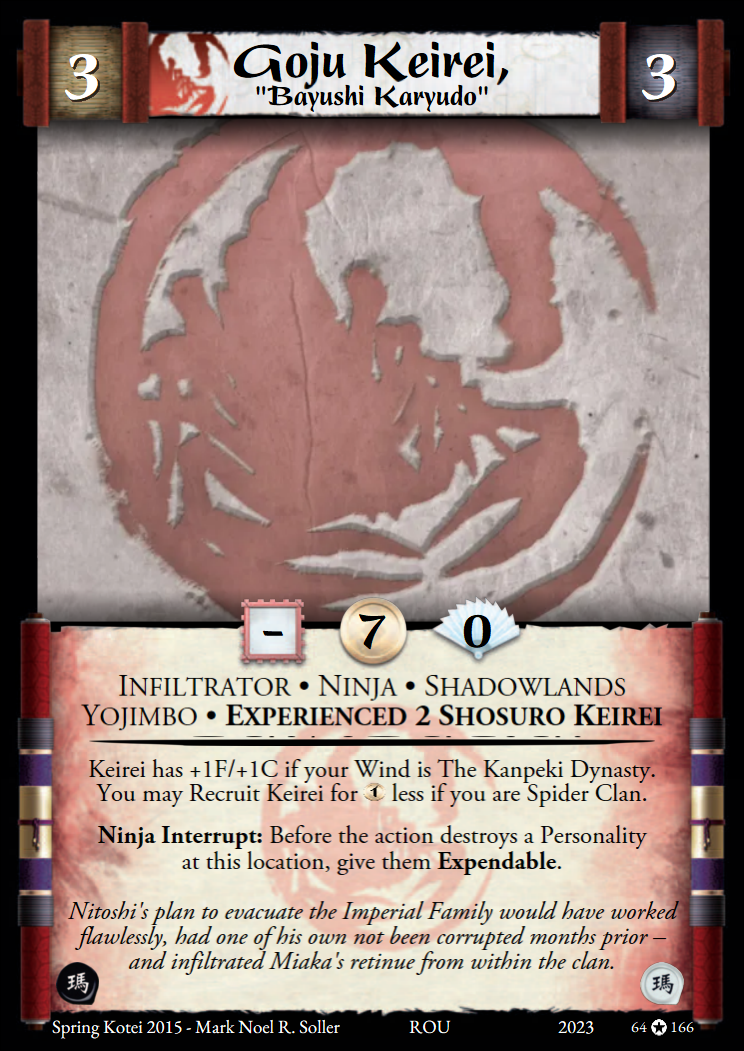 3
Goju Keirei,
"Bayushi Karyudo"
3
-
7
0
Infiltrator • Ninja • Shadowlands
Yojimbo • Experienced 2 Shosuro Keirei
Keirei has +1F/+1C if your Wind is The Kanpeki Dynasty.
You may Recruit Keirei for 1 less if you are Spider Clan.
Ninja Interrupt: Before the action destroys a Personality
at this location, give them Expendable.
Nitoshi's plan to evacuate the Imperial Family would have worked
flawlessly, had one of his own not been corrupted months prior –
and infiltrated Miaka's retinue from within the clan.
瑪
瑪
Spring Kotei 2015 - Mark Noel R. Soller ROU 2023 64 ✪ 166